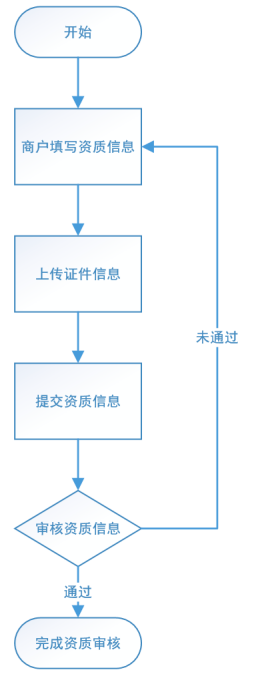 开始
商户填写资质信息
上传证件信息
未通过
提交资质信息
审核资质信息
通过
完成资质审核